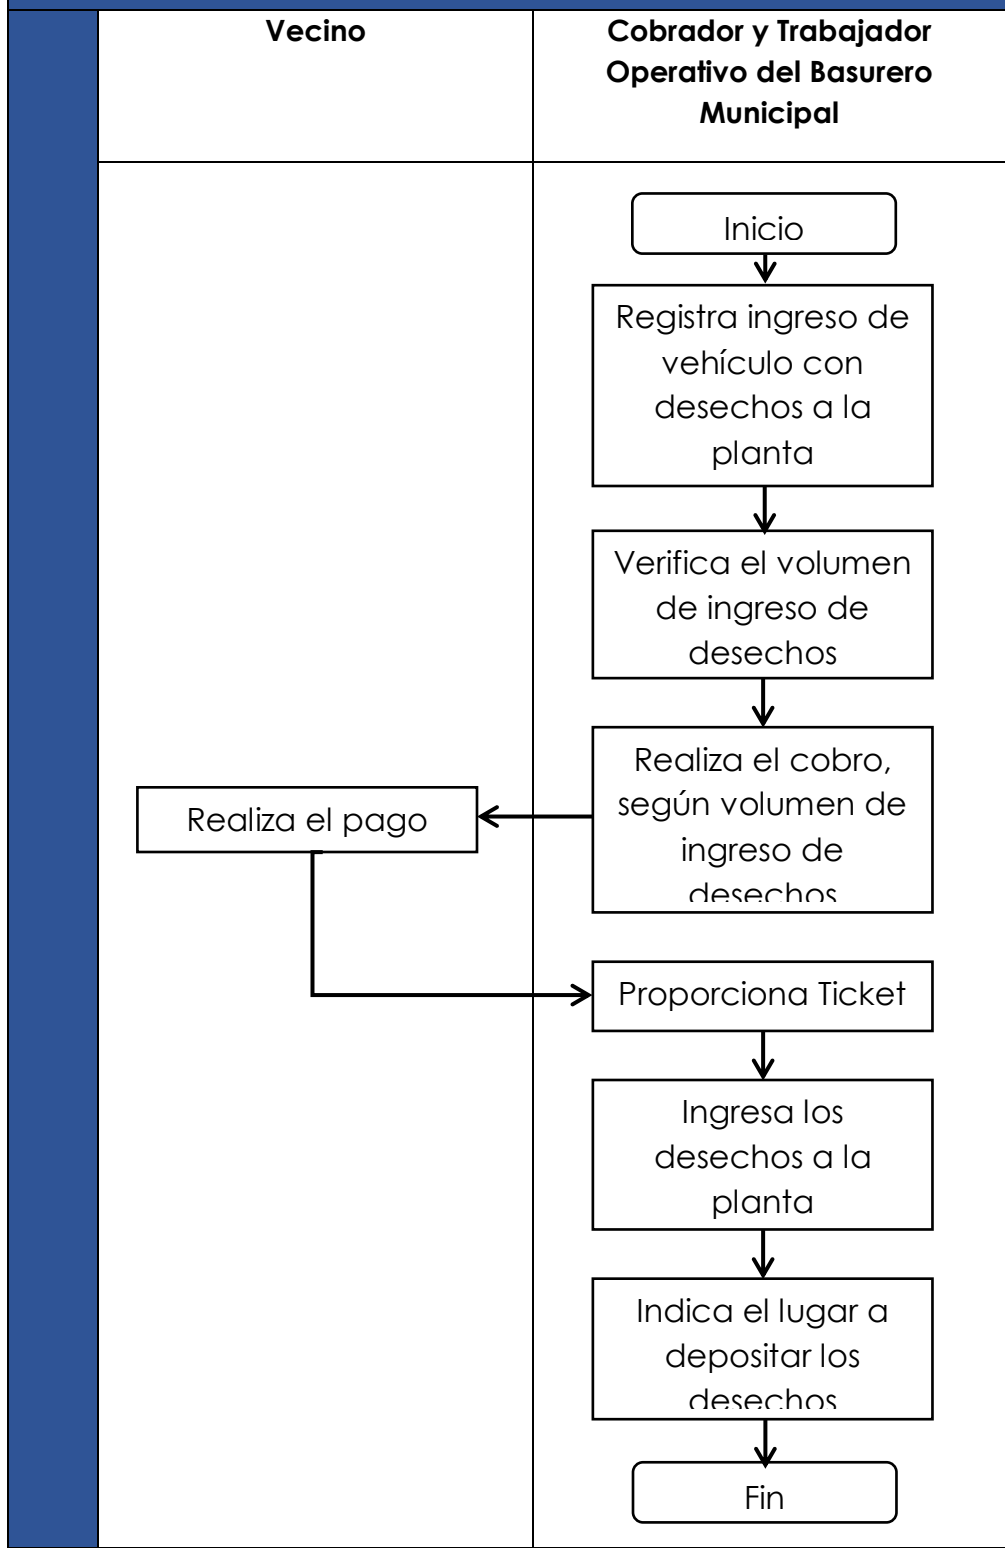 Vecino
Cobrador y Trabajador
Operativo del Basurero
Municipal
Inicio
Registra ingreso de
vehículo con
desechos a la
planta
Verifica el volumen
de ingreso de
desechos
Realiza el cobro,
según volumen de
ingreso de
desechos
Realiza el pago
Proporciona Ticket
Ingresa los
desechos a la
planta
Indica el lugar a
depositar los
desechos
Fin